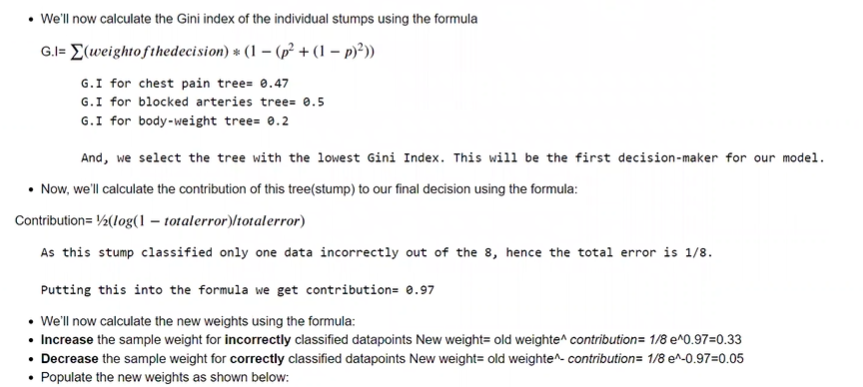 • We'll now calculate the Gini index of the individual stumps using the formula
G.I= ∑(weightofthedecision) * (1 − (p² + (1 − p)²))
G.I for chest pain tree= 0.47
G.I for blocked arteries tree= 0.5
G.I for body-weight tree= 0.2
And, we select the tree with the lowest Gini Index. This will be the first decision-maker for our model.
• Now, we'll calculate the contribution of this tree(stump) to our final decision using the formula:
Contribution= ½(log(1 − totalerror)/totalerror)
As this stump classified only one data incorrectly out of the 8, hence the total error is 1/8.
Putting this into the formula we get contribution= 0.97
• We'll now calculate the new weights using the formula:
• Increase the sample weight for incorrectly classified datapoints New weight= old weighte^ contribution= 1/8 e^0.97=0.33
• Decrease the sample weight for correctly classified datapoints New weight= old weighte^- contribution= 1/8 e^-0.97=0.05
• Populate the new weights as shown below: